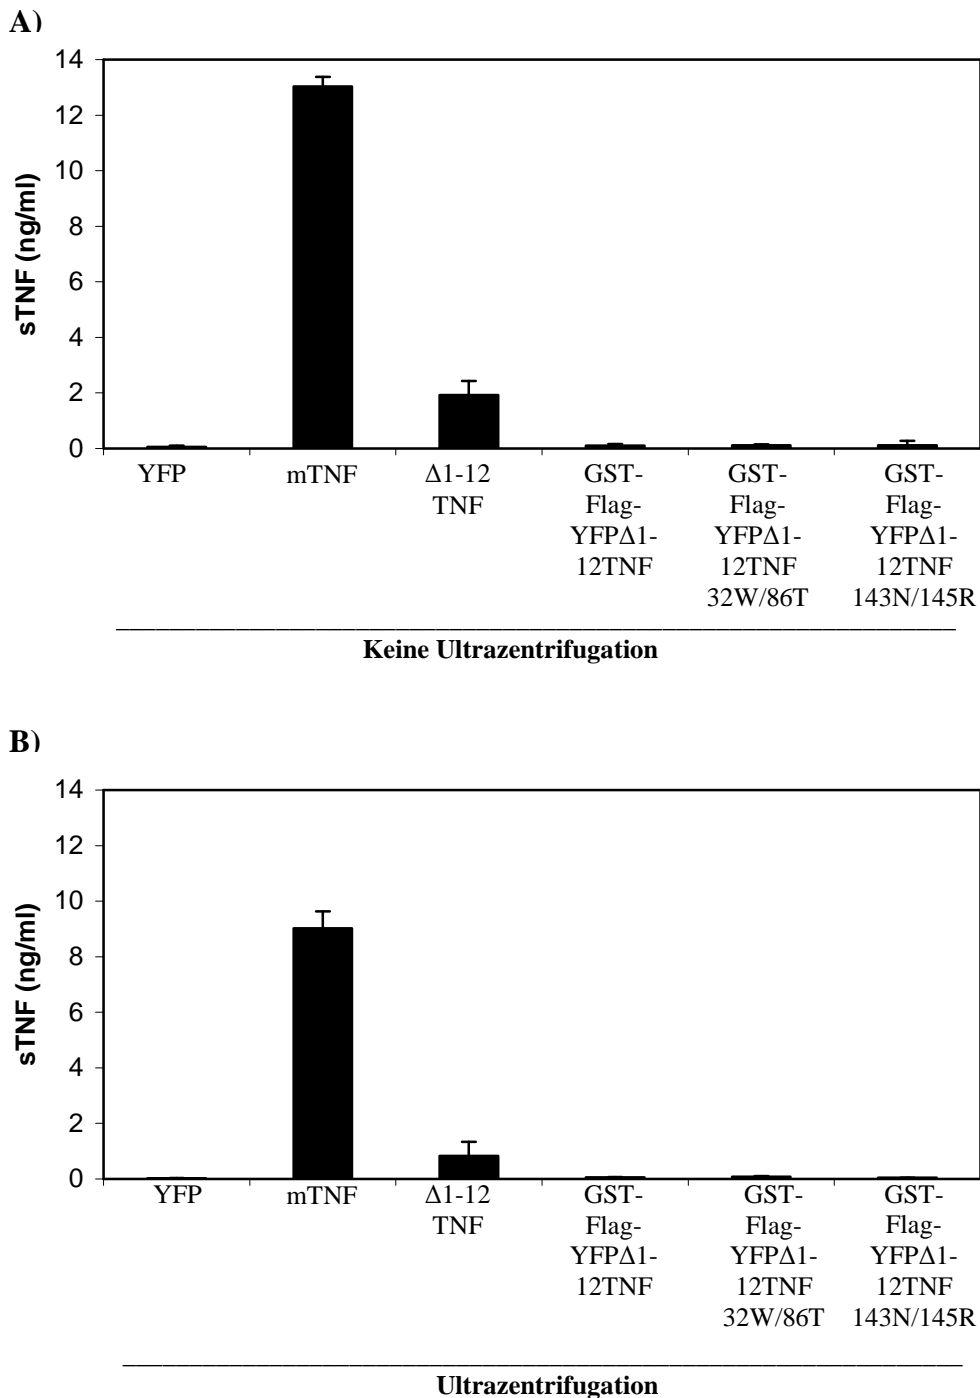 A)
14
12
10
8
6
4
2
0
sTNF (ng/ml)
YFP
mTNF
Δ1-12
TNF
GST-
Flag-
YFPΔ1-
12TNF
GST-
Flag-
YFPΔ1-
12TNF
32W/86T
GST-
Flag-
YFPΔ1-
12TNF
143N/145R
Keine Ultrazentrifugation
B)
14
12
10
8
6
4
2
0
sTNF (ng/ml)
YFP
mTNF
Δ1-12
TNF
GST-
Flag-
YFPΔ1-
12TNF
GST-
Flag-
YFPΔ1-
12TNF
32W/86T
GST-
Flag-
YFPΔ1-
12TNF
143N/145R
Ultrazentrifugation